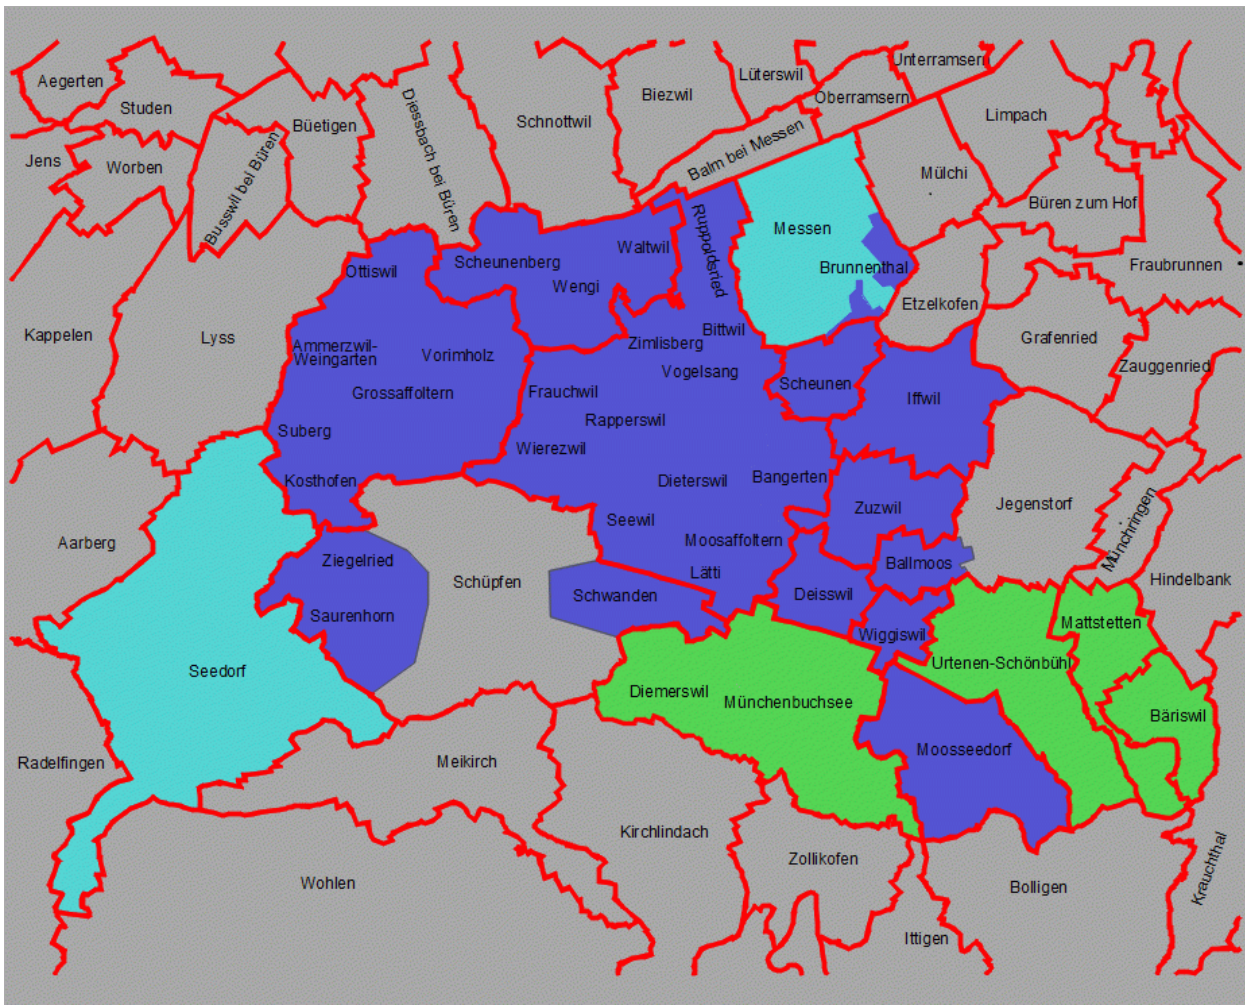 Aegerten
Studen
Büetigen
Jens
Worben
Busswil bei Büren
Diessbach bei Büren
Schnottwil
Biezwil
Lüterswil
Unterramsern
Oberramsern
Balm bei Messen
Limpach
Mülchi
Büren zum Hof
Fraubrunnen
Messen
Brunnenthal
Etzelkofen
Ruppoldsried
Waltwil
Scheunenberg
Wengi
Ottiswil
Kappelen
Lyss
Ammerzwil-
Weingarten
Vorimholz
Grossaffoltern
Zimlisberg
Bittwil
Vogelsang
Grafenried
Zauggenried
Frauchwil
Scheunen
Iffwil
Rapperswil
Suberg
Wierezwil
Kosthofen
Dieterswil
Bangerten
Zuzwil
Jegenstorf
Münchringen
Aarberg
Seewil
Moosaffoltern
Ziegelried
Schüpfen
Lätti
Ballmoos
Hindelbank
Schwanden
Deisswil
Saurenhorn
Wiggiswil
Mattstetten
Seedorf
Urtenen-Schönbühl
Diemerswil
Münchenbuchsee
Bäriswil
Moosseedorf
Radelfingen
Meikirch
Kirchlindach
Zollikofen
Wohlen
Bolligen
Krauchthal
Ittigen